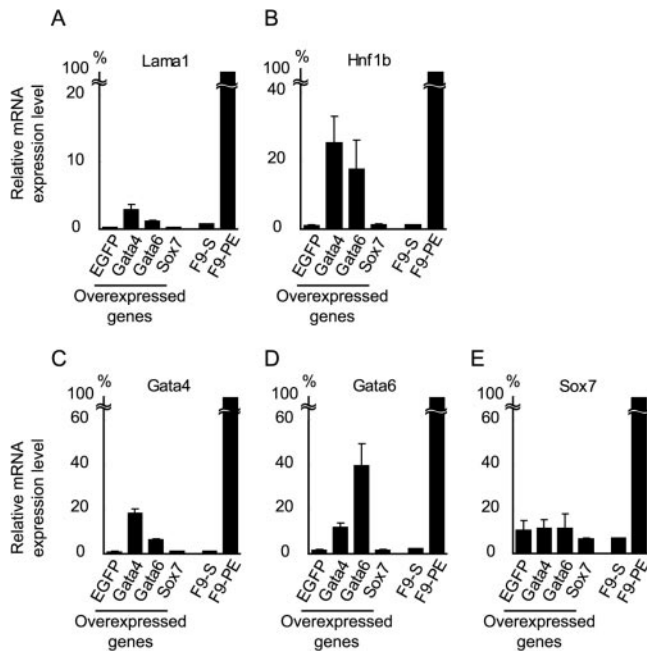 A
Lama1
%
100
20
10
0
Relative mRNA
expression level
EGFP
Gata4
Gata6
Sox7
F9-S
F9-PE
Overexpressed
genes
B
Hnf1b
%
100
40
20
0
EGFP
Gata4
Gata6
Sox7
F9-S
F9-PE
Overexpressed
genes
C
Gata4
%
100
60
40
20
0
Relative mRNA
expression level
EGFP
Gata4
Gata6
Sox7
F9-S
F9-PE
Overexpressed
genes
D
Gata6
%
100
60
40
20
0
EGFP
Gata4
Gata6
Sox7
F9-S
F9-PE
Overexpressed
genes
E
Sox7
%
100
60
40
20
0
EGFP
Gata4
Gata6
Sox7
F9-S
F9-PE
Overexpressed
genes